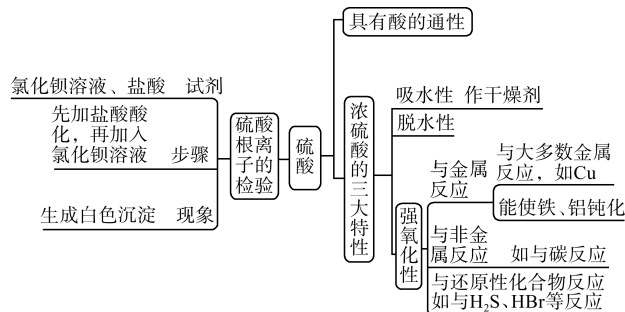 具有酸的通性
氯化钡溶液、盐酸 试剂
先加盐酸酸
化，再加入
氯化钡溶液 步骤
生成白色沉淀 现象
硫酸
根离
子的
检验
硫酸
浓硫酸的三大特性
吸水性 作干燥剂
脱水性
强氧化性
与金属
反应
与大多数金属
反应，如Cu
能使铁、铝钝化
与非金
属反应 如与碳反应
与还原性化合物反应
如与H₂S、HBr等反应